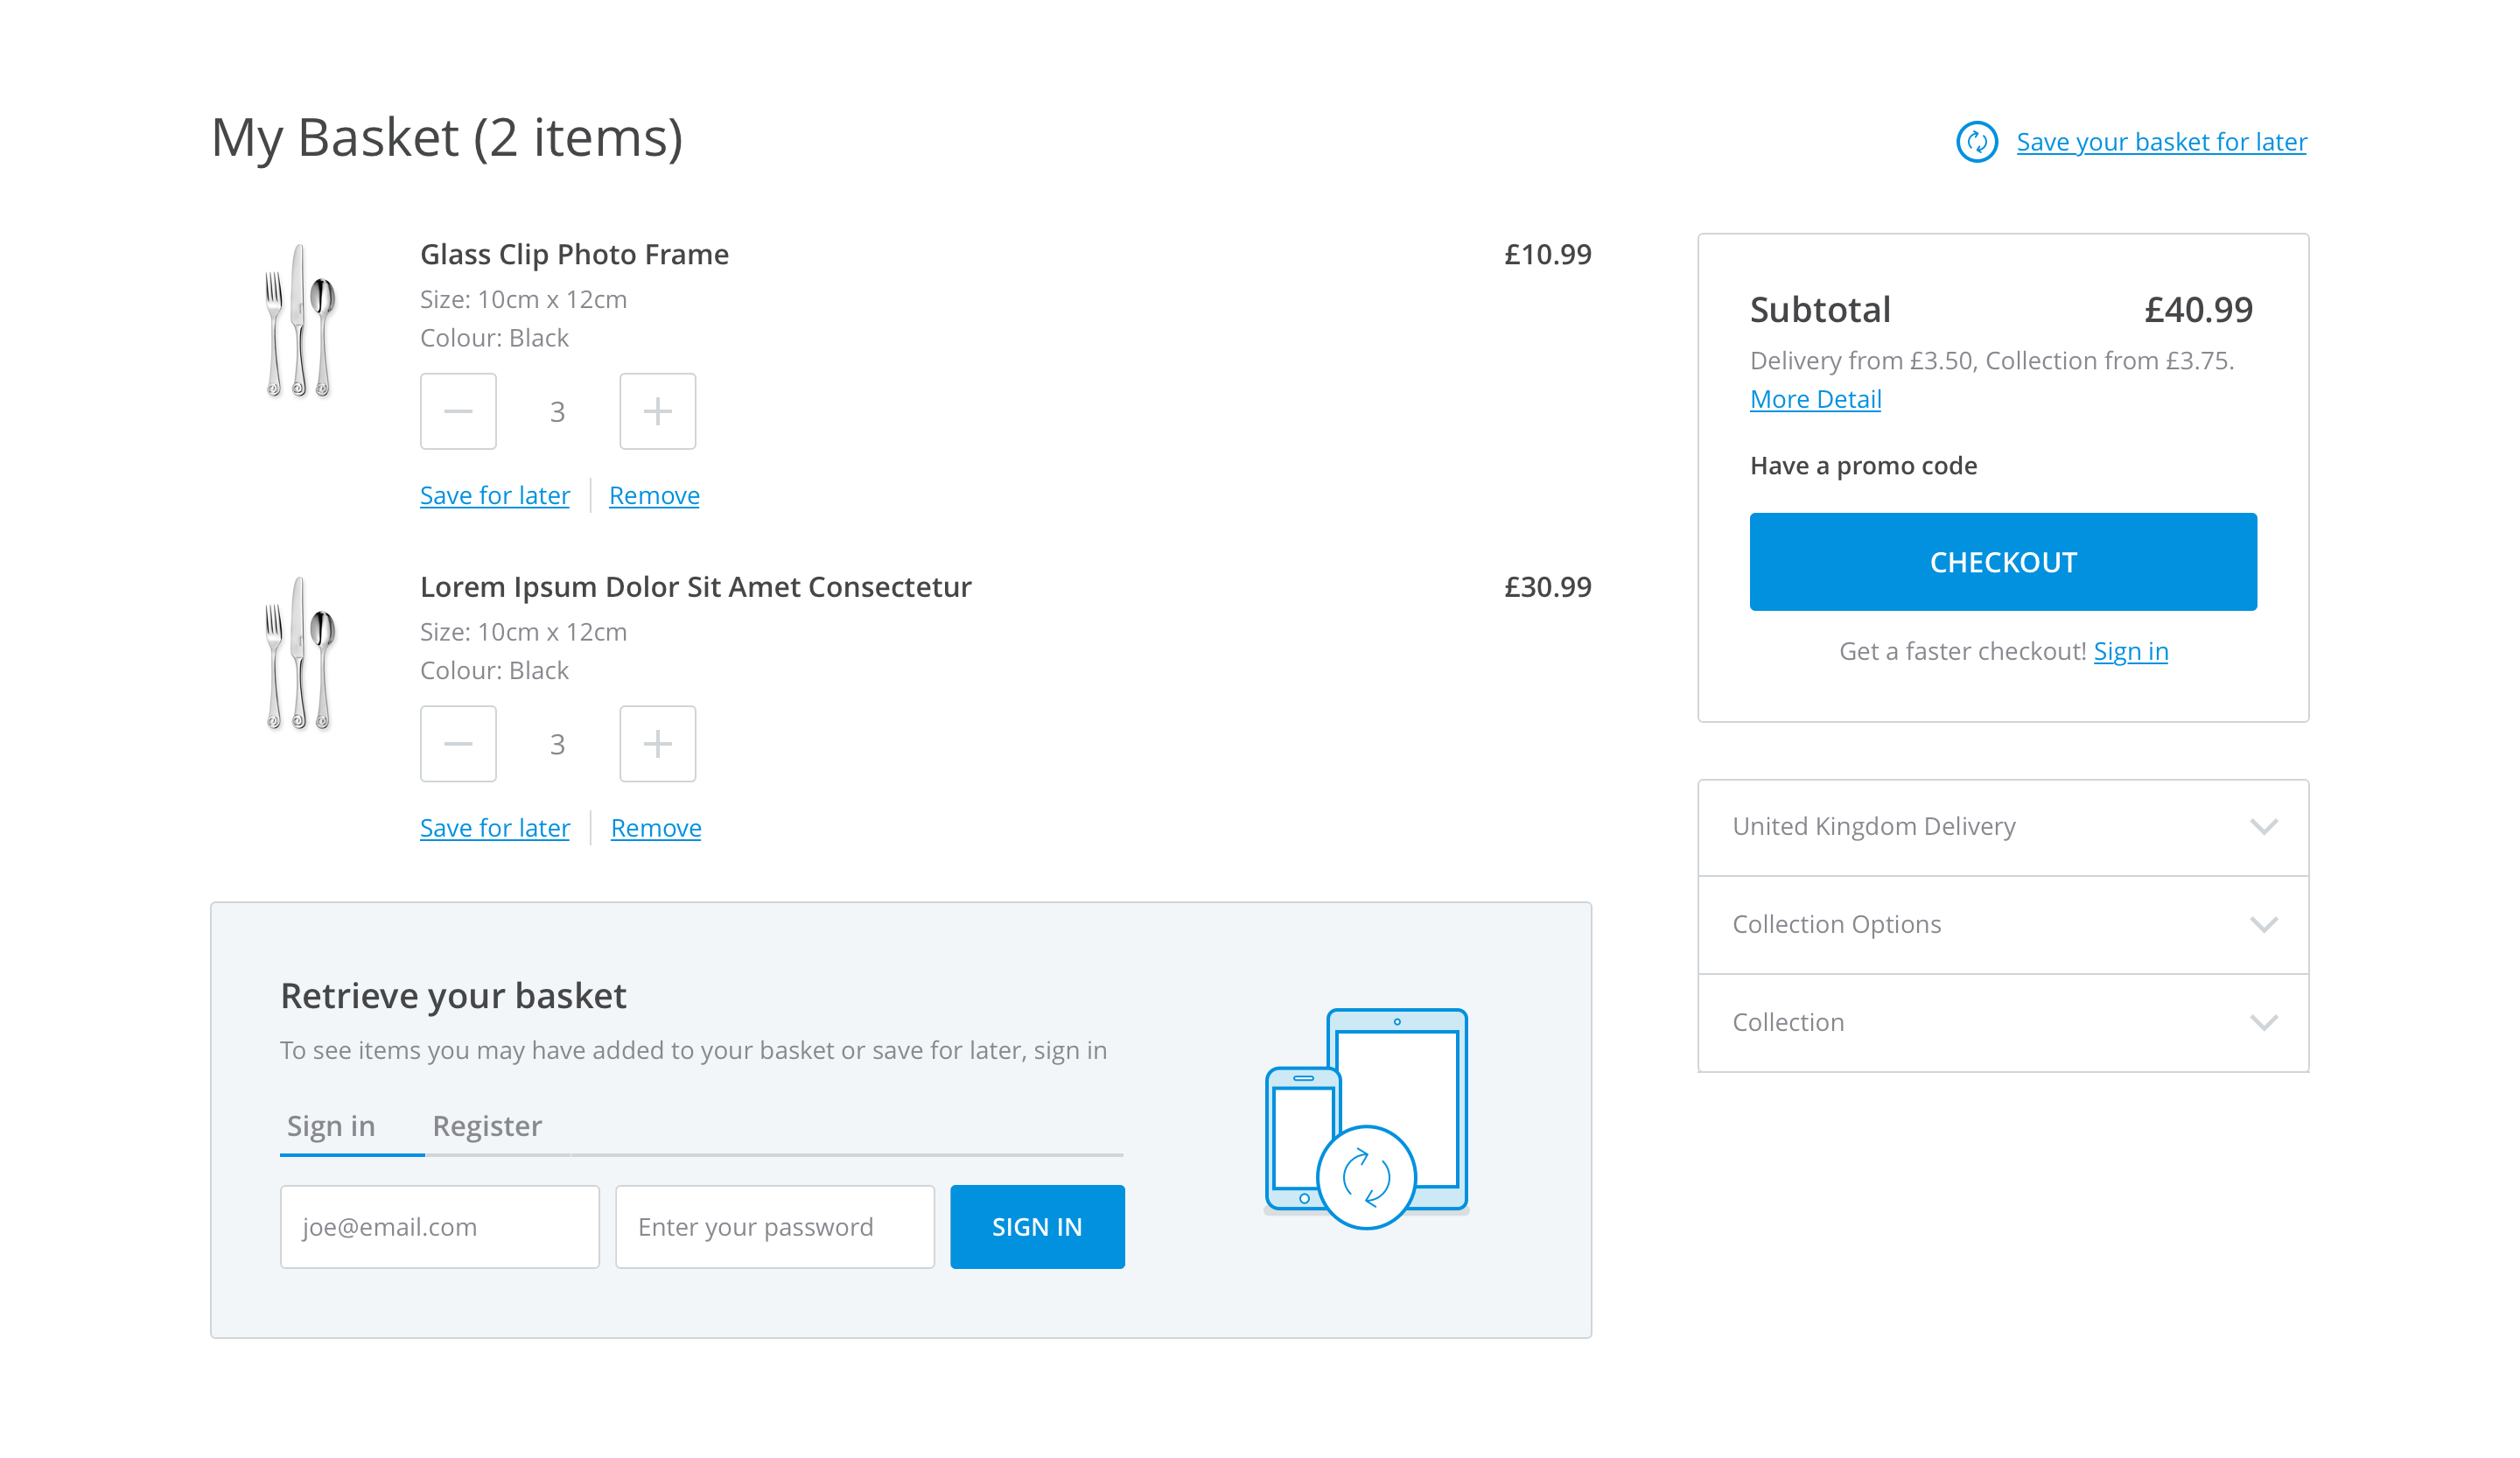 My Basket (2 items)
Save your basket for later
Glass Clip Photo Frame
£10.99
Size: 10cm x 12cm
Colour: Black
3
Save for later
Remove
Lorem Ipsum Dolor Sit Amet Consectetur
£30.99
Size: 10cm x 12cm
Colour: Black
3
Save for later
Remove
Subtotal
£40.99
Delivery from £3.50, Collection from £3.75.
More Detail
Have a promo code
CHECKOUT
Get a faster checkout! Sign in
United Kingdom Delivery
Collection Options
Collection
Retrieve your basket
To see items you may have added to your basket or save for later, sign in
Sign in
Register
joe@email.com
Enter your password
SIGN IN